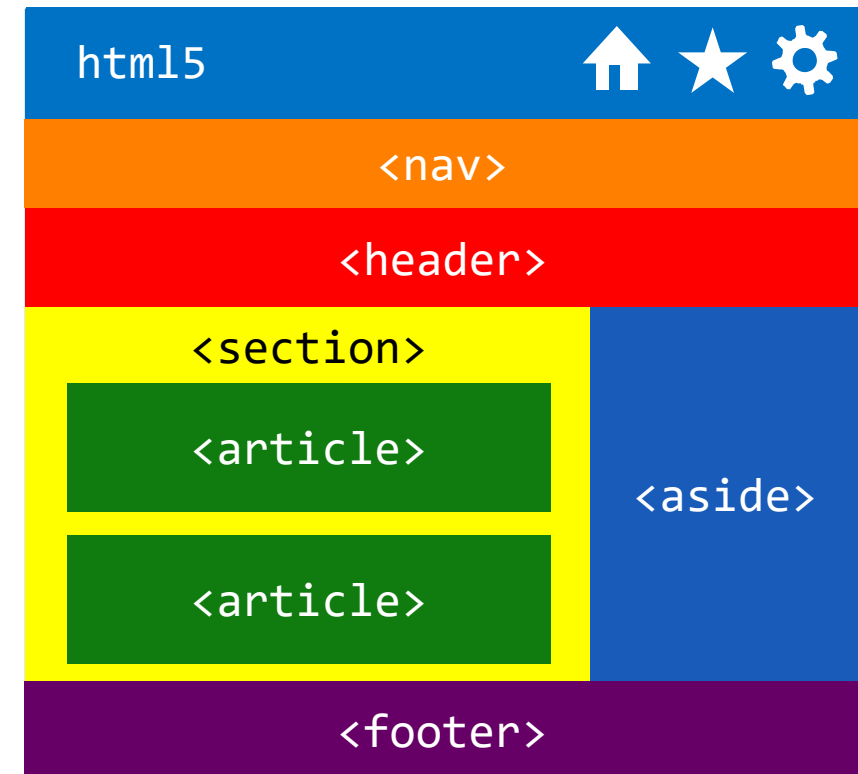 html5
<nav>
<header>
<section>
<article>
<aside>
<article>
<footer>